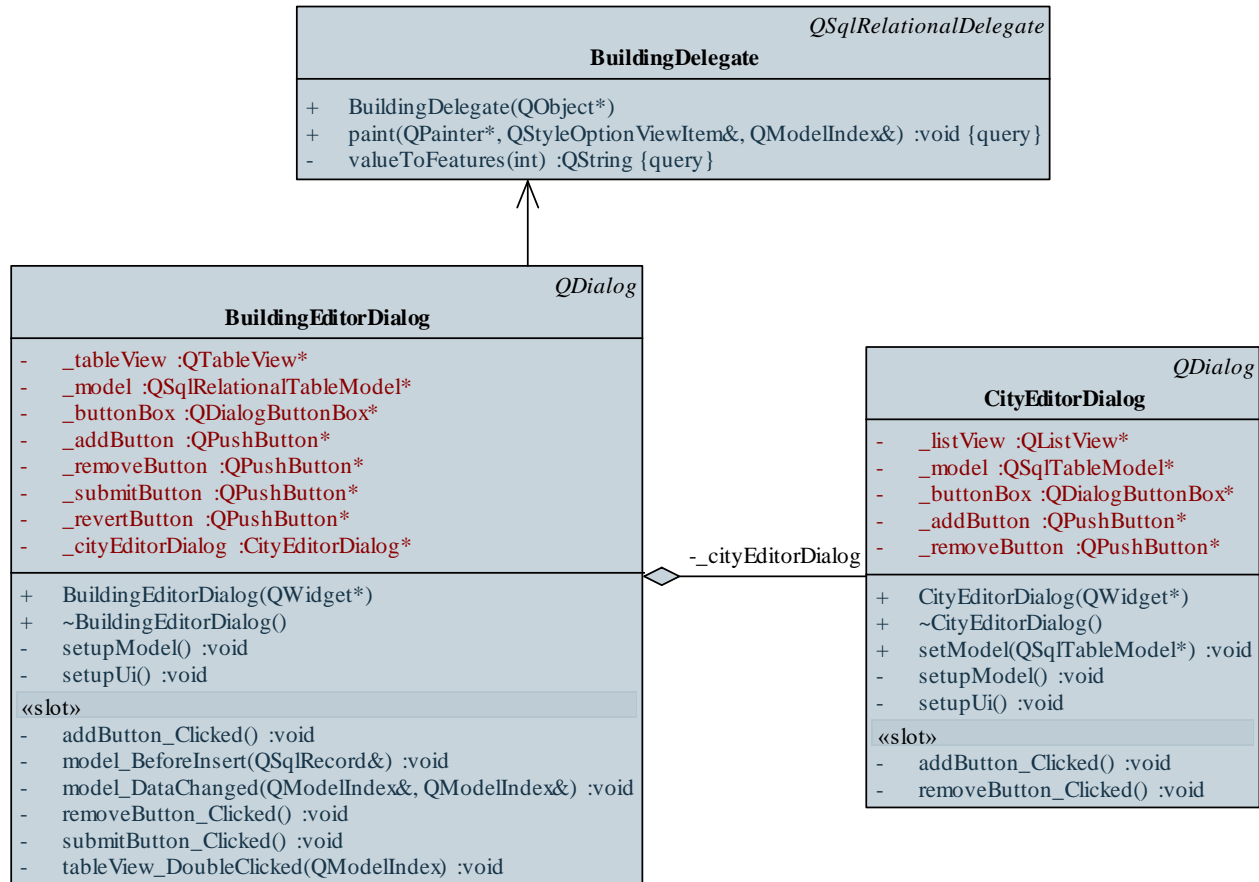 QSqlRelationalDelegate
BuildingDelegate
+ BuildingDelegate(QObject*)
+ paint(QPainter*, QStyleOptionViewItem&, QModelIndex&) :void {query}
- valueToFeatures(int) :QString {query}
QDialog
BuildingEditorDialog
- _tableView :QTableView*
- _model :QSqlRelationalTableModel*
- _buttonBox :QDialogButtonBox*
- _addButton :QPushButton*
- _removeButton :QPushButton*
- _submitButton :QPushButton*
- _revertButton :QPushButton*
- _cityEditorDialog :CityEditorDialog*
+ BuildingEditorDialog(QWidget*)
+ ~BuildingEditorDialog()
- setupModel() :void
- setupUi() :void
«slot»
- addButton_Clicked() :void
- model_BeforeInsert(QSqlRecord&) :void
- model_DataChanged(QModelIndex&, QModelIndex&) :void
- removeButton_Clicked() :void
- submitButton_Clicked() :void
- tableView_DoubleClicked(QModelIndex) :void
-_cityEditorDialog
QDialog
CityEditorDialog
- _listView :QListView*
- _model :QSqlTableModel*
- _buttonBox :QDialogButtonBox*
- _addButton :QPushButton*
- _removeButton :QPushButton*
+ CityEditorDialog(QWidget*)
+ ~CityEditorDialog()
+ setModel(QSqlTableModel*) :void
- setupModel() :void
- setupUi() :void
«slot»
- addButton_Clicked() :void
- removeButton_Clicked() :void